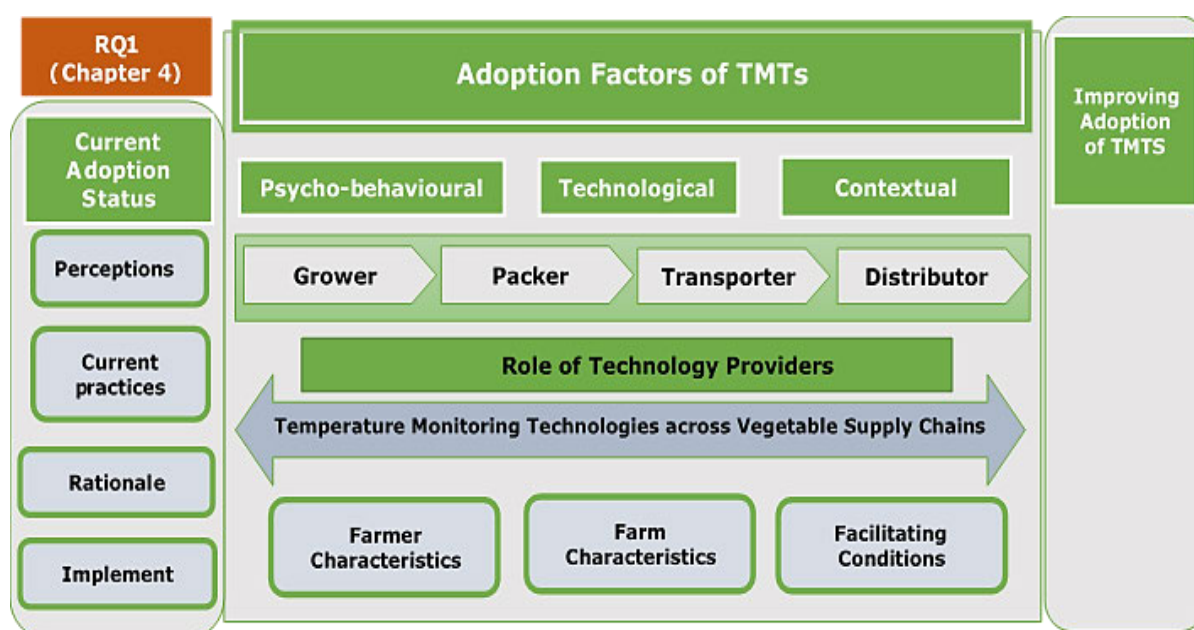 RQ1
(Chapter 4)
Current
Adoption
Status
Perceptions
Current
practices
Rationale
Implement
Adoption Factors of TMTs
Psycho-behavioural
Technological
Contextual
Grower
Packer
Transporter
Distributor
Role of Technology Providers
Temperature Monitoring Technologies across Vegetable Supply Chains
Farmer
Characteristics
Farm
Characteristics
Facilitating
Conditions
Improving
Adoption
of TMTS